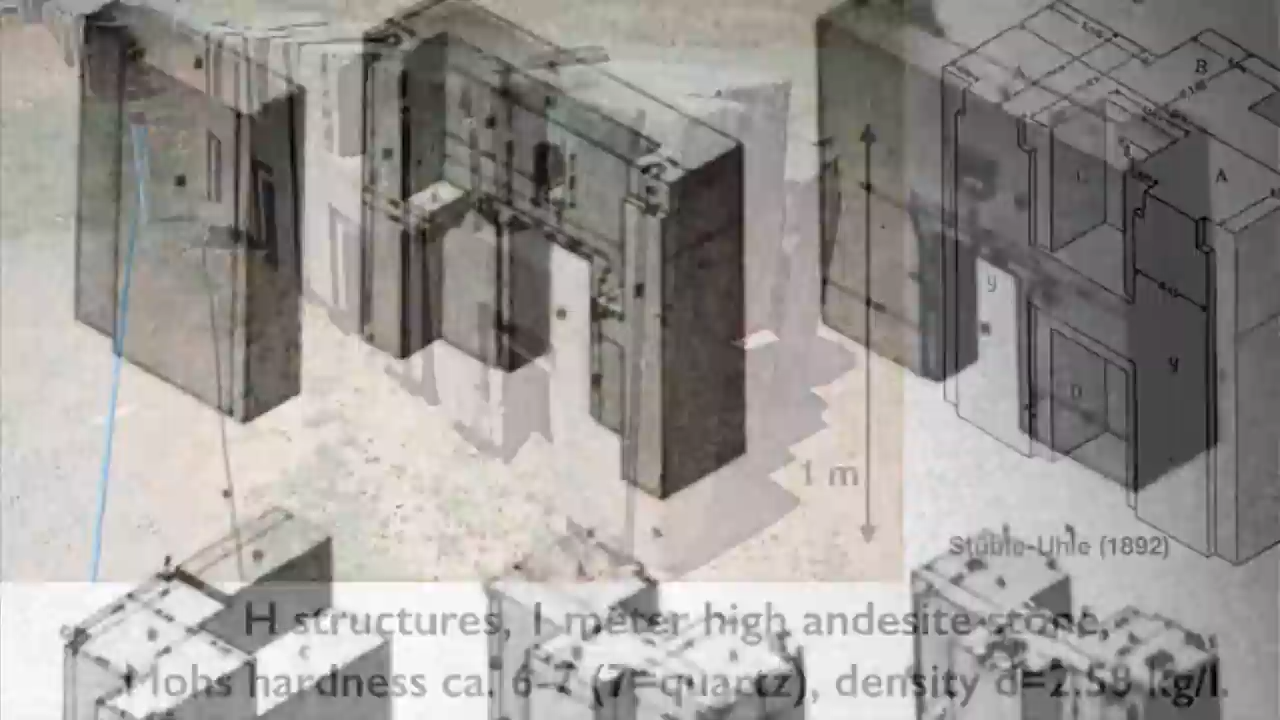 B
A
y
y
D
1 m
Stüble-Uhle (1892)
H structures, 1 meter high andesite stone,
Mohs hardness ca. 6-7 (7=quartz), density d=2.58 kg/l.